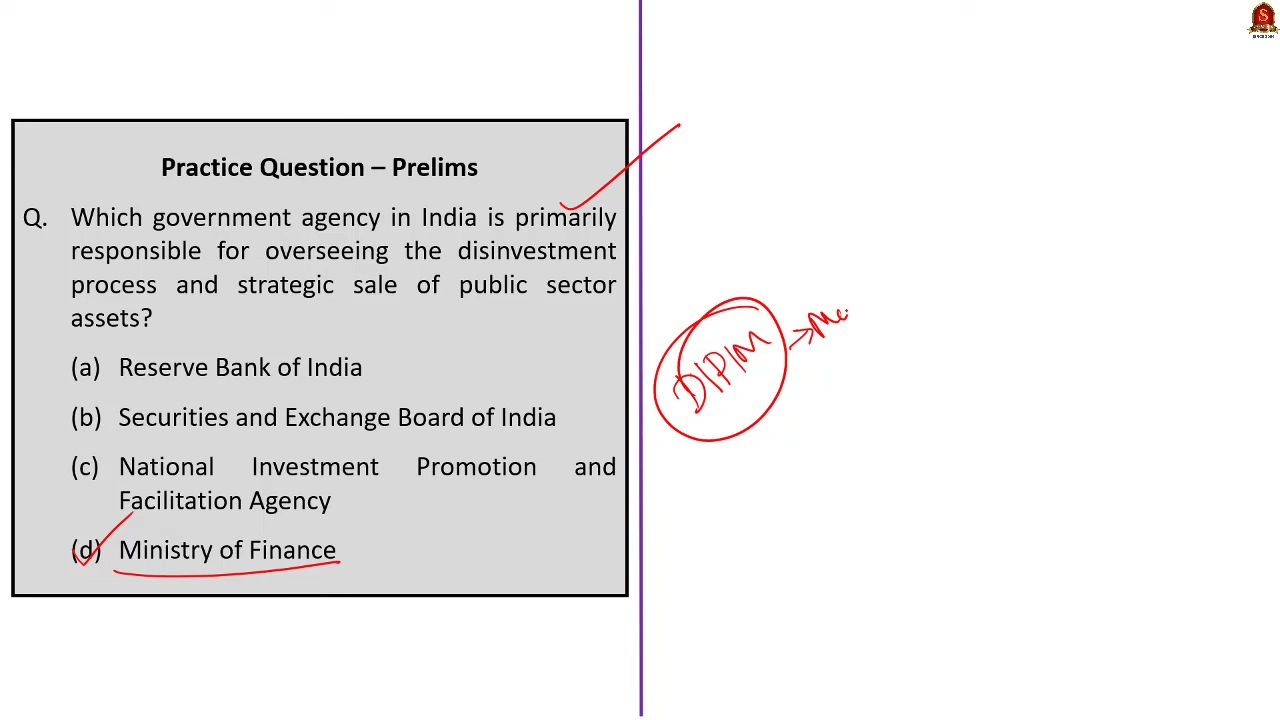 Practice Question – Prelims
Q. Which government agency in India is primarily
responsible for overseeing the disinvestment
process and strategic sale of public sector
assets?
(a) Reserve Bank of India
(b) Securities and Exchange Board of India
(c) National Investment Promotion and
Facilitation Agency
(d) Ministry of Finance
DIPIM